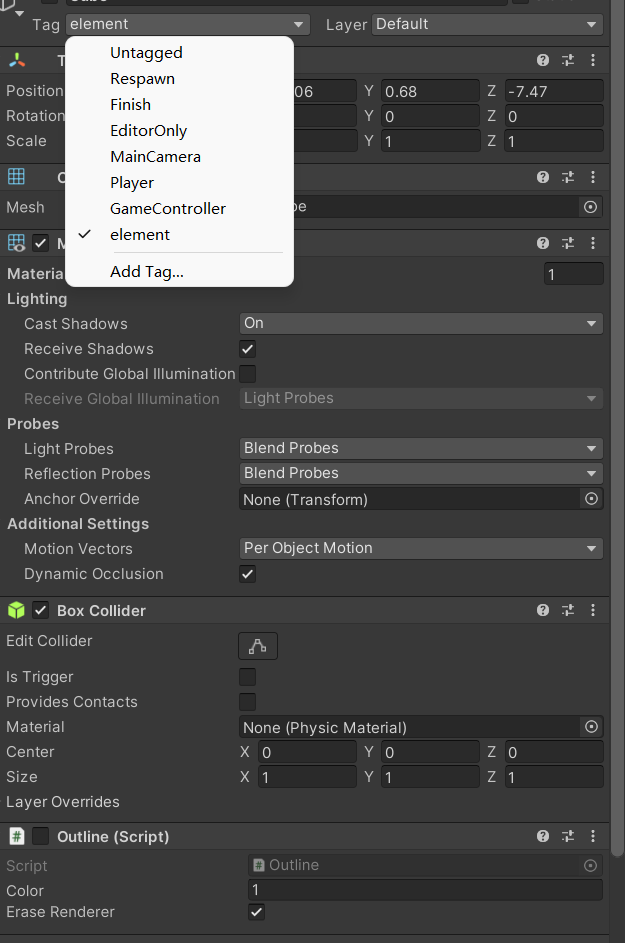 Tag element Layer Default
Untagged
Respawn
Finish
EditorOnly
MainCamera
Player
GameController
element
Add Tag...
T
Position 06 Y 0.68 Z -7.47
Rotation Y 0 Z 0
Scale Y 1 Z 1
Mesh be
M
Materia 1
Lighting
Cast Shadows On
Receive Shadows
Contribute Global Illumination
Receive Global Illumination Light Probes
Probes
Light Probes Blend Probes
Reflection Probes Blend Probes
Anchor Override None (Transform)
Additional Settings
Motion Vectors Per Object Motion
Dynamic Occlusion
Box Collider
Edit Collider
Is Trigger
Provides Contacts
Material None (Physic Material)
Center X 0 Y 0 Z 0
Size X 1 Y 1 Z 1
Layer Overrides
# Outline (Script)
Script # Outline
Color 1
Erase Renderer